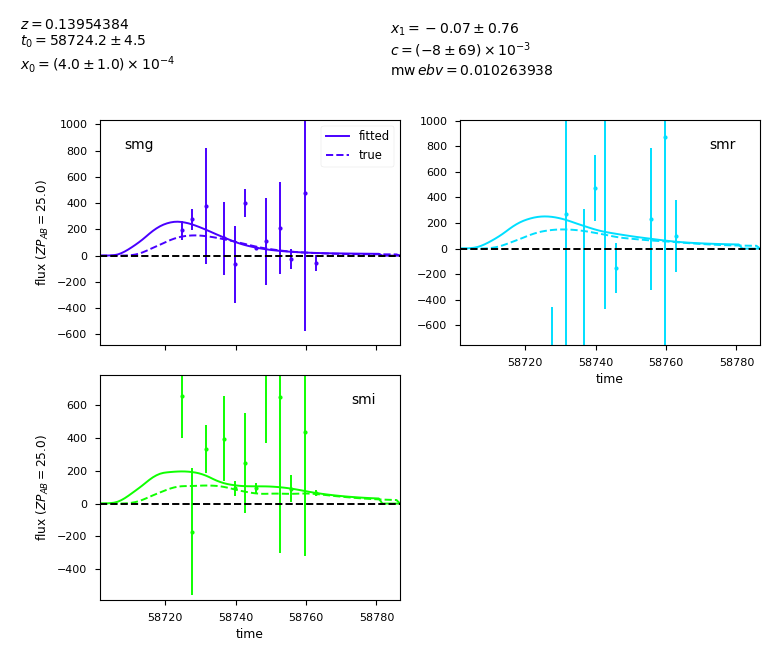 z = 0.13954384
t₀ = 58724.2 ± 4.5
x₀ = (4.0 ± 1.0) × 10⁻⁴
x₁ = −0.07 ± 0.76
c = (−8 ± 69) × 10⁻³
mw ebv = 0.010263938
smg
fitted
true
1000
800
600
400
200
0
−200
−400
−600
flux (ZP_AB = 25.0)
smr
1000
800
600
400
200
0
−200
−400
−600
58720 58740 58760 58780
time
smi
600
400
200
0
−200
−400
flux (ZP_AB = 25.0)
58720 58740 58760 58780
time